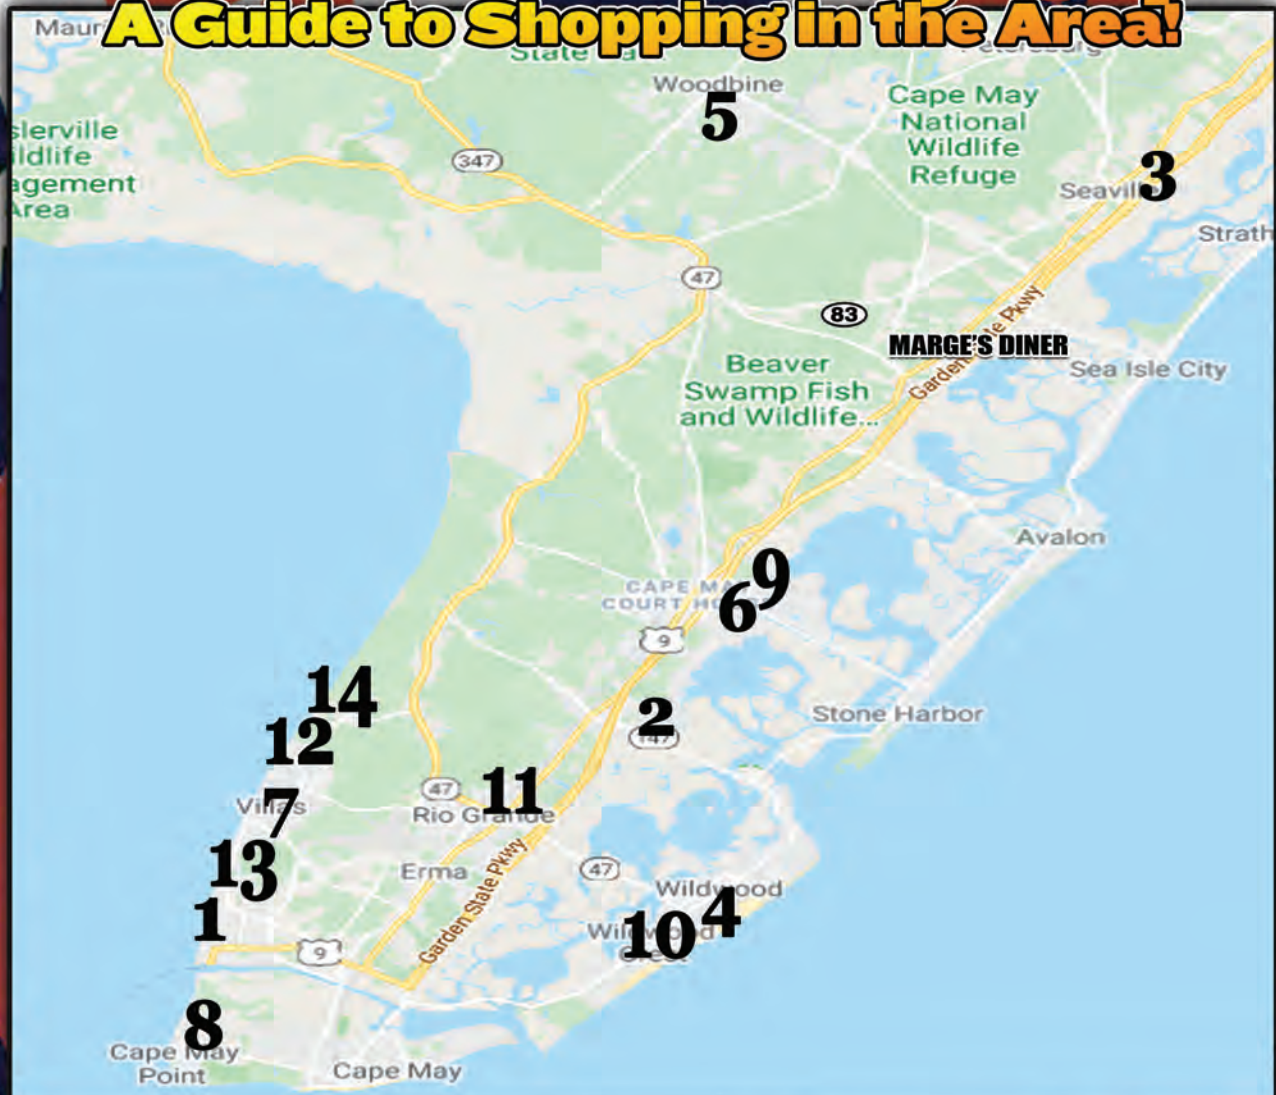 A Guide to Shopping in the Area!
Woodbine
5
Cape May
National
Wildlife
Refuge
347
3
47
83
MARGE'S DINER
Garden State Pkwy
Sea Isle City
Beaver
Swamp Fish
and Wildlife...
Avalon
9
6
9
14
2
Stone Harbor
12
47
11
Rio Grande
7
13
Erma
47
Garden State Pkwy
Wildwood
4
10
1
9
8
Cape May
Point
Cape May